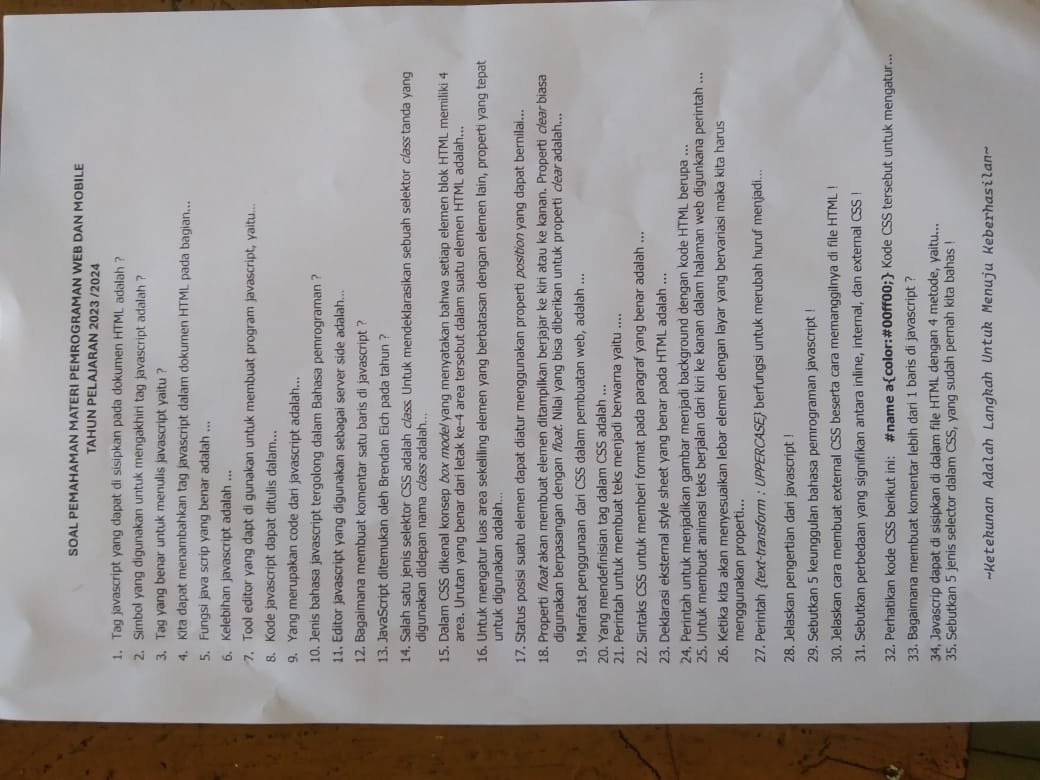 SOAL PEMAHAMAN MATERI PEMROGRAMAN WEB DAN MOBILE
TAHUN PELAJARAN 2023 /2024
1. Tag javascript yang dapat di sisipkan pada dokumen HTML adalah ?
2. Simbol yang digunakan untuk mengakhiri tag javascript adalah ?
3. Tag yang benar untuk menulis javascript yaitu ?
4. Kita dapat menambahkan tag javascript dalam dokumen HTML pada bagian...
5. Fungsi java scrip yang benar adalah ...
6. Kelebihan javascript adalah ...
7. Tool editor yang dapt di gunakan untuk membuat program javascript, yaitu...
8. Kode javascript dapat ditulis dalam...
9. Yang merupakan code dari javascript adalah...
10. Jenis bahasa javascript tergolong dalam Bahasa pemrograman ?
11. Editor javascript yang digunakan sebagai server side adalah...
12. Bagaimana membuat komentar satu baris di javascript ?
13. JavaScript ditemukan oleh Brendan Eich pada tahun ?
14. Salah satu jenis selektor CSS adalah class. Untuk mendeklarasikan sebuah selektor class tanda yang
digunakan didepan nama class adalah...
15. Dalam CSS dikenal konsep box model yang menyatakan bahwa setiap elemen blok HTML memiliki 4
area. Urutan yang benar dari letak ke-4 area tersebut dalam suatu elemen HTML adalah...
16. Untuk mengatur luas area sekeliling elemen yang berbatasan dengan elemen lain, properti yang tepat
untuk digunakan adalah...
17. Status posisi suatu elemen dapat diatur menggunakan properti position yang dapat bernilai...
18. Properti float akan membuat elemen ditampilkan berjajar ke kiri atau ke kanan. Properti clear biasa
digunakan berpasangan dengan float. Nilai yang bisa diberikan untuk properti clear adalah...
19. Manfaat penggunaan dari CSS dalam pembuatan web, adalah ...
20. Yang mendefinisian tag dalam CSS adalah ...
21. Perintah untuk membuat teks menjadi berwarna yaitu ....
22. Sintaks CSS untuk memberi format pada paragraf yang benar adalah ...
23. Deklarasi eksternal style sheet yang benar pada HTML adalah ...
24. Perintah untuk menjadikan gambar menjadi background dengan kode HTML berupa ...
25. Untuk membuat animasi teks berjalan dari kiri ke kanan dalam halaman web digunkana perintah ...
26. Ketika kita akan menyesuaikan lebar elemen dengan layar yang bervariasi maka kita harus
menggunakan properti...
27. Perintah {text-transform : UPPERCASE} berfungsi untuk merubah huruf menjadi...
28. Jelaskan pengertian dari javascript !
29. Sebutkan 5 keunggulan bahasa pemrograman javascript !
30. Jelaskan cara membuat external CSS beserta cara memanggilnya di file HTML !
31. Sebutkan perbedaan yang signifikan antara inline, internal, dan external CSS !
32. Perhatikan kode CSS berikut ini: #name a{color:#00ff00;} Kode CSS tersebut untuk mengatur...
33. Bagaimana membuat komentar lebih dari 1 baris di javascript ?
34. Javascrip dapat di sisipkan di dalam file HTML dengan 4 metode, yaitu...
35. Sebutkan 5 jenis selector dalam CSS, yang sudah pernah kita bahas !
~Ketekunan Adalah Langkah Untuk Menuju Keberhasilan~